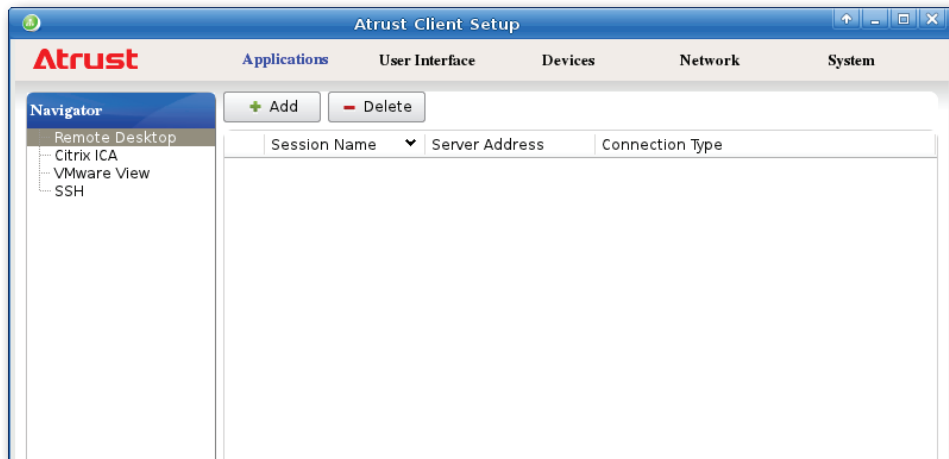 Atrust Client Setup
Atrust Applications User Interface Devices Network System
Navigator
Add Delete
Remote Desktop
Citrix ICA
VMware View
SSH
Session Name Server Address Connection Type